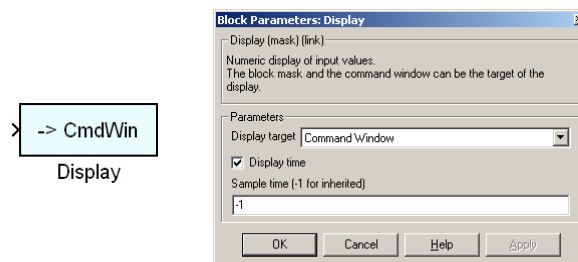 -> CmdWin
Display
Block Parameters: Display
Display (mask) (link)
Numeric display of input values.
The block mask and the command window can be the target of the
display.
Parameters
Display target Command Window
Display time
Sample time (-1 for inherited)
-1
OK Cancel Help Apply